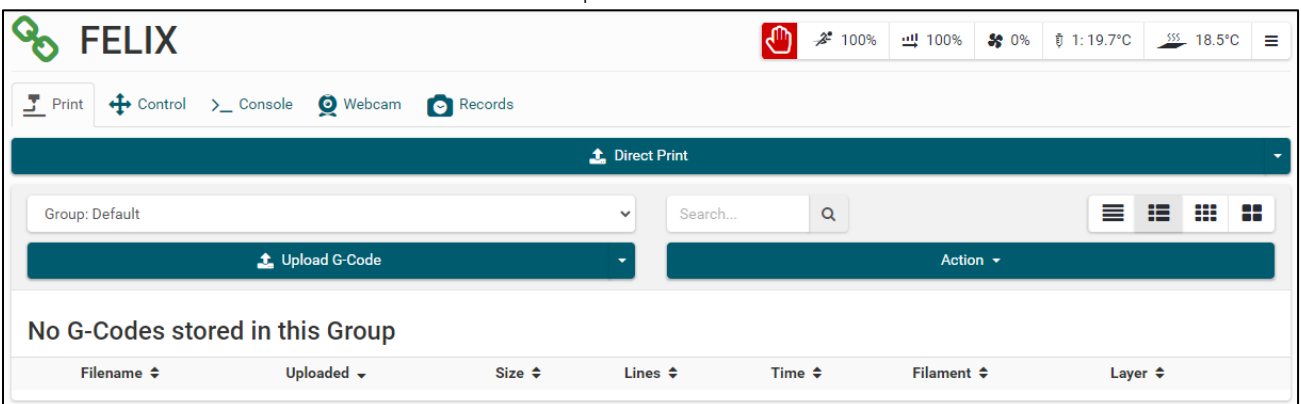 FELIX
100% 100% 0% 1: 19.7°C 18.5°C
Print Control Console Webcam Records
Direct Print
Group: Default Search...
Upload G-Code Action
No G-Codes stored in this Group
Filename Uploaded Size Lines Time Filament Layer